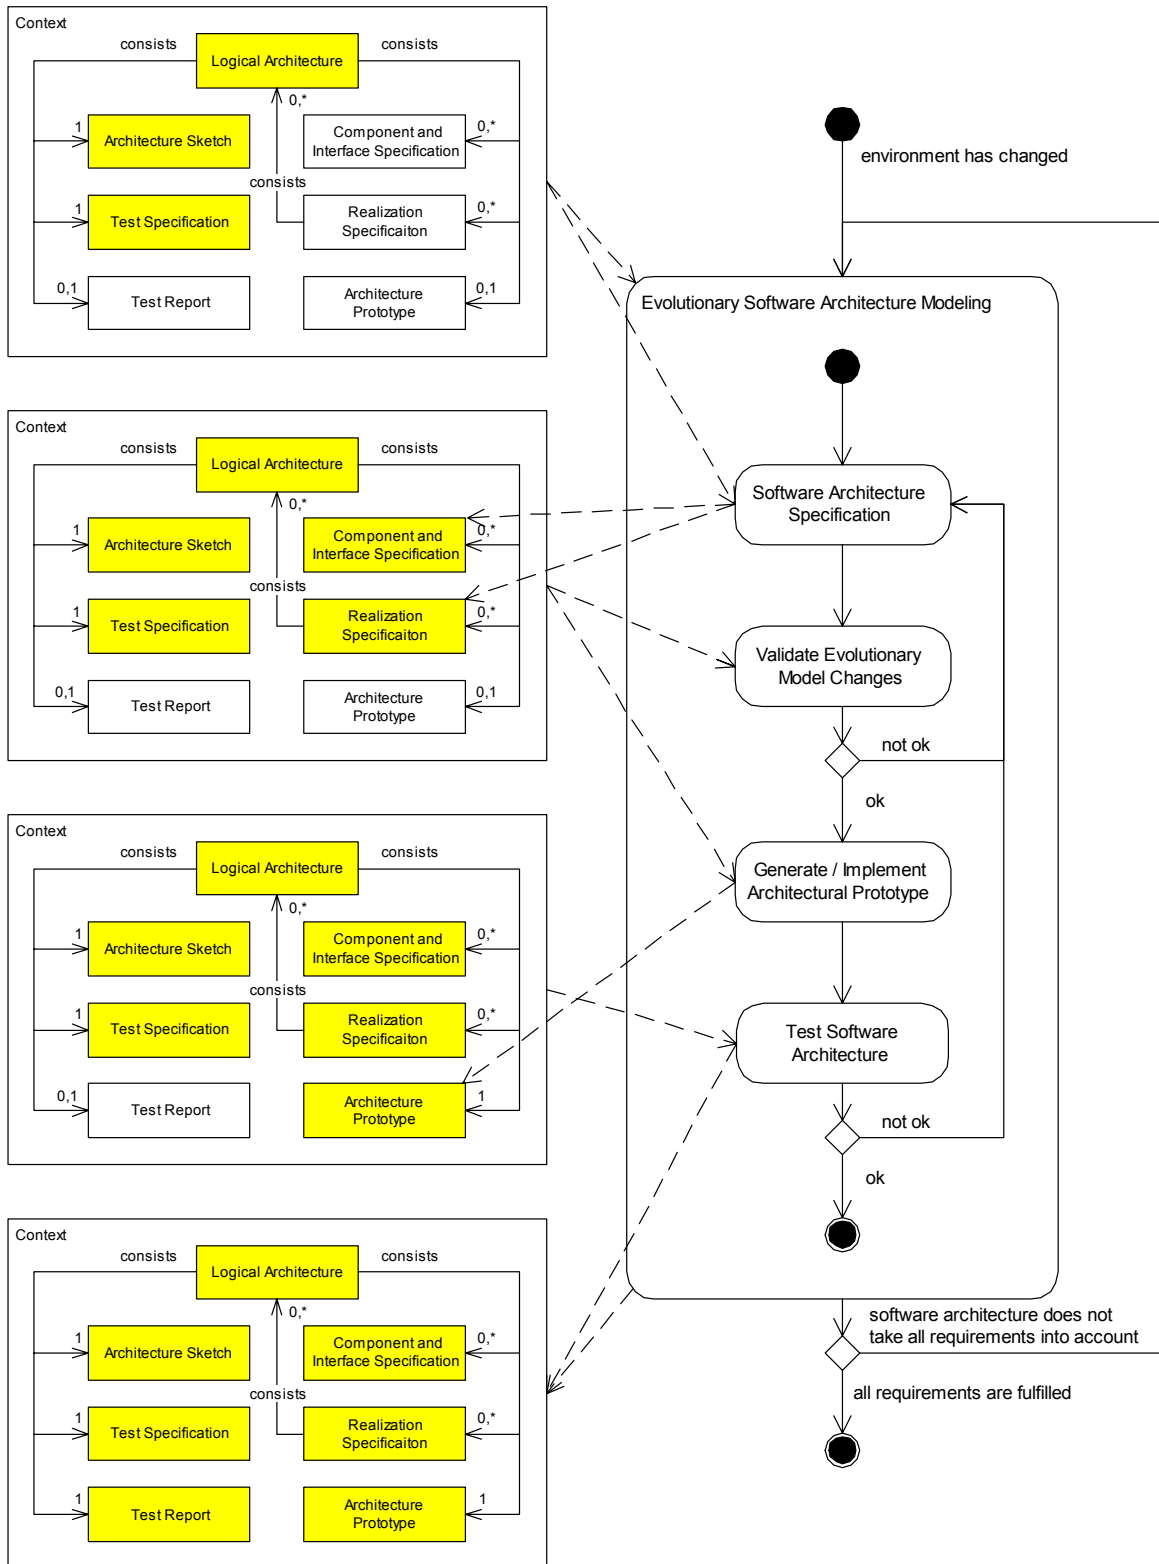 Context
consists
consists
Logical Architecture
0,*
1
Architecture Sketch
Component and
Interface Specification
0,*
consists
1
Test Specification
Realization
Specificaiton
0,*
0,1
Test Report
Architecture
Prototype
0,1
Context
consists
consists
Logical Architecture
0,*
1
Architecture Sketch
Component and
Interface Specification
0,*
consists
1
Test Specification
Realization
Specificaiton
0,*
0,1
Test Report
Architecture
Prototype
0,1
Context
consists
consists
Logical Architecture
0,*
1
Architecture Sketch
Component and
Interface Specification
0,*
consists
1
Test Specification
Realization
Specificaiton
0,*
0,1
Test Report
Architecture
Prototype
1
Context
consists
consists
Logical Architecture
0,*
1
Architecture Sketch
Component and
Interface Specification
0,*
consists
1
Test Specification
Realization
Specificaiton
0,*
1
Test Report
Architecture
Prototype
1
environment has changed
Evolutionary Software Architecture Modeling
Software Architecture
Specification
Validate Evolutionary
Model Changes
not ok
ok
Generate / Implement
Architectural Prototype
Test Software
Architecture
not ok
ok
software architecture does not
take all requirements into account
all requirements are fulfilled